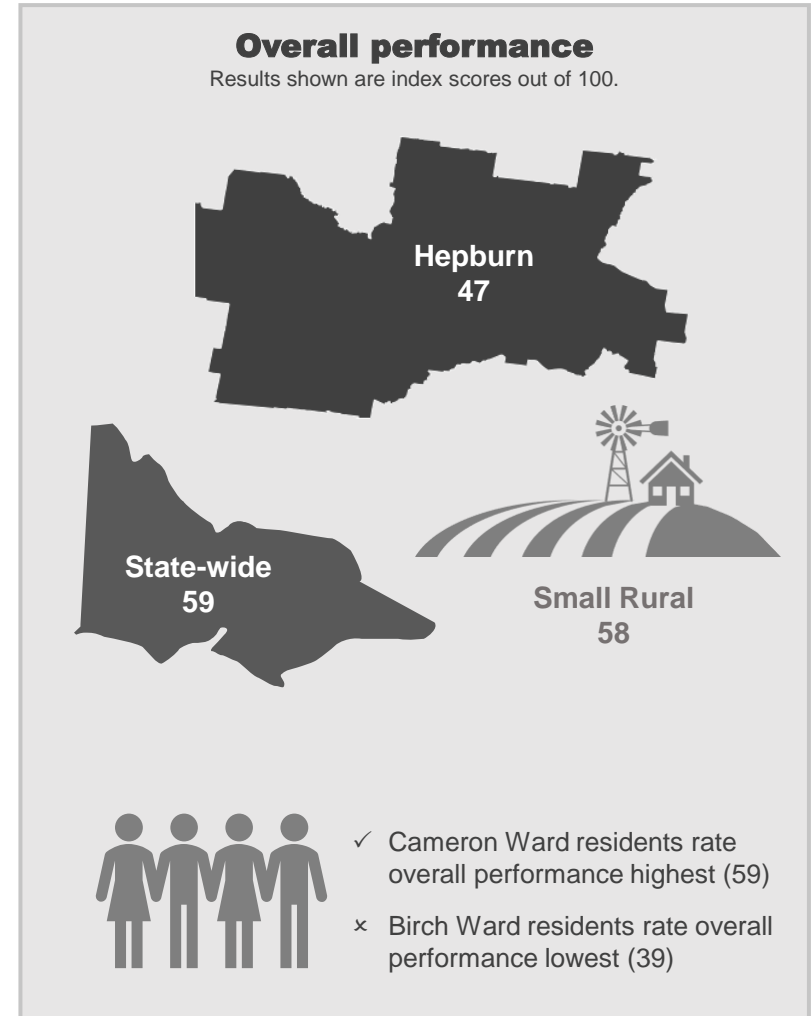 Overall performance
Results shown are index scores out of 100.
Hepburn
47
State-wide
59
Small Rural
58
✓ Cameron Ward residents rate
overall performance highest (59)
× Birch Ward residents rate overall
performance lowest (39)